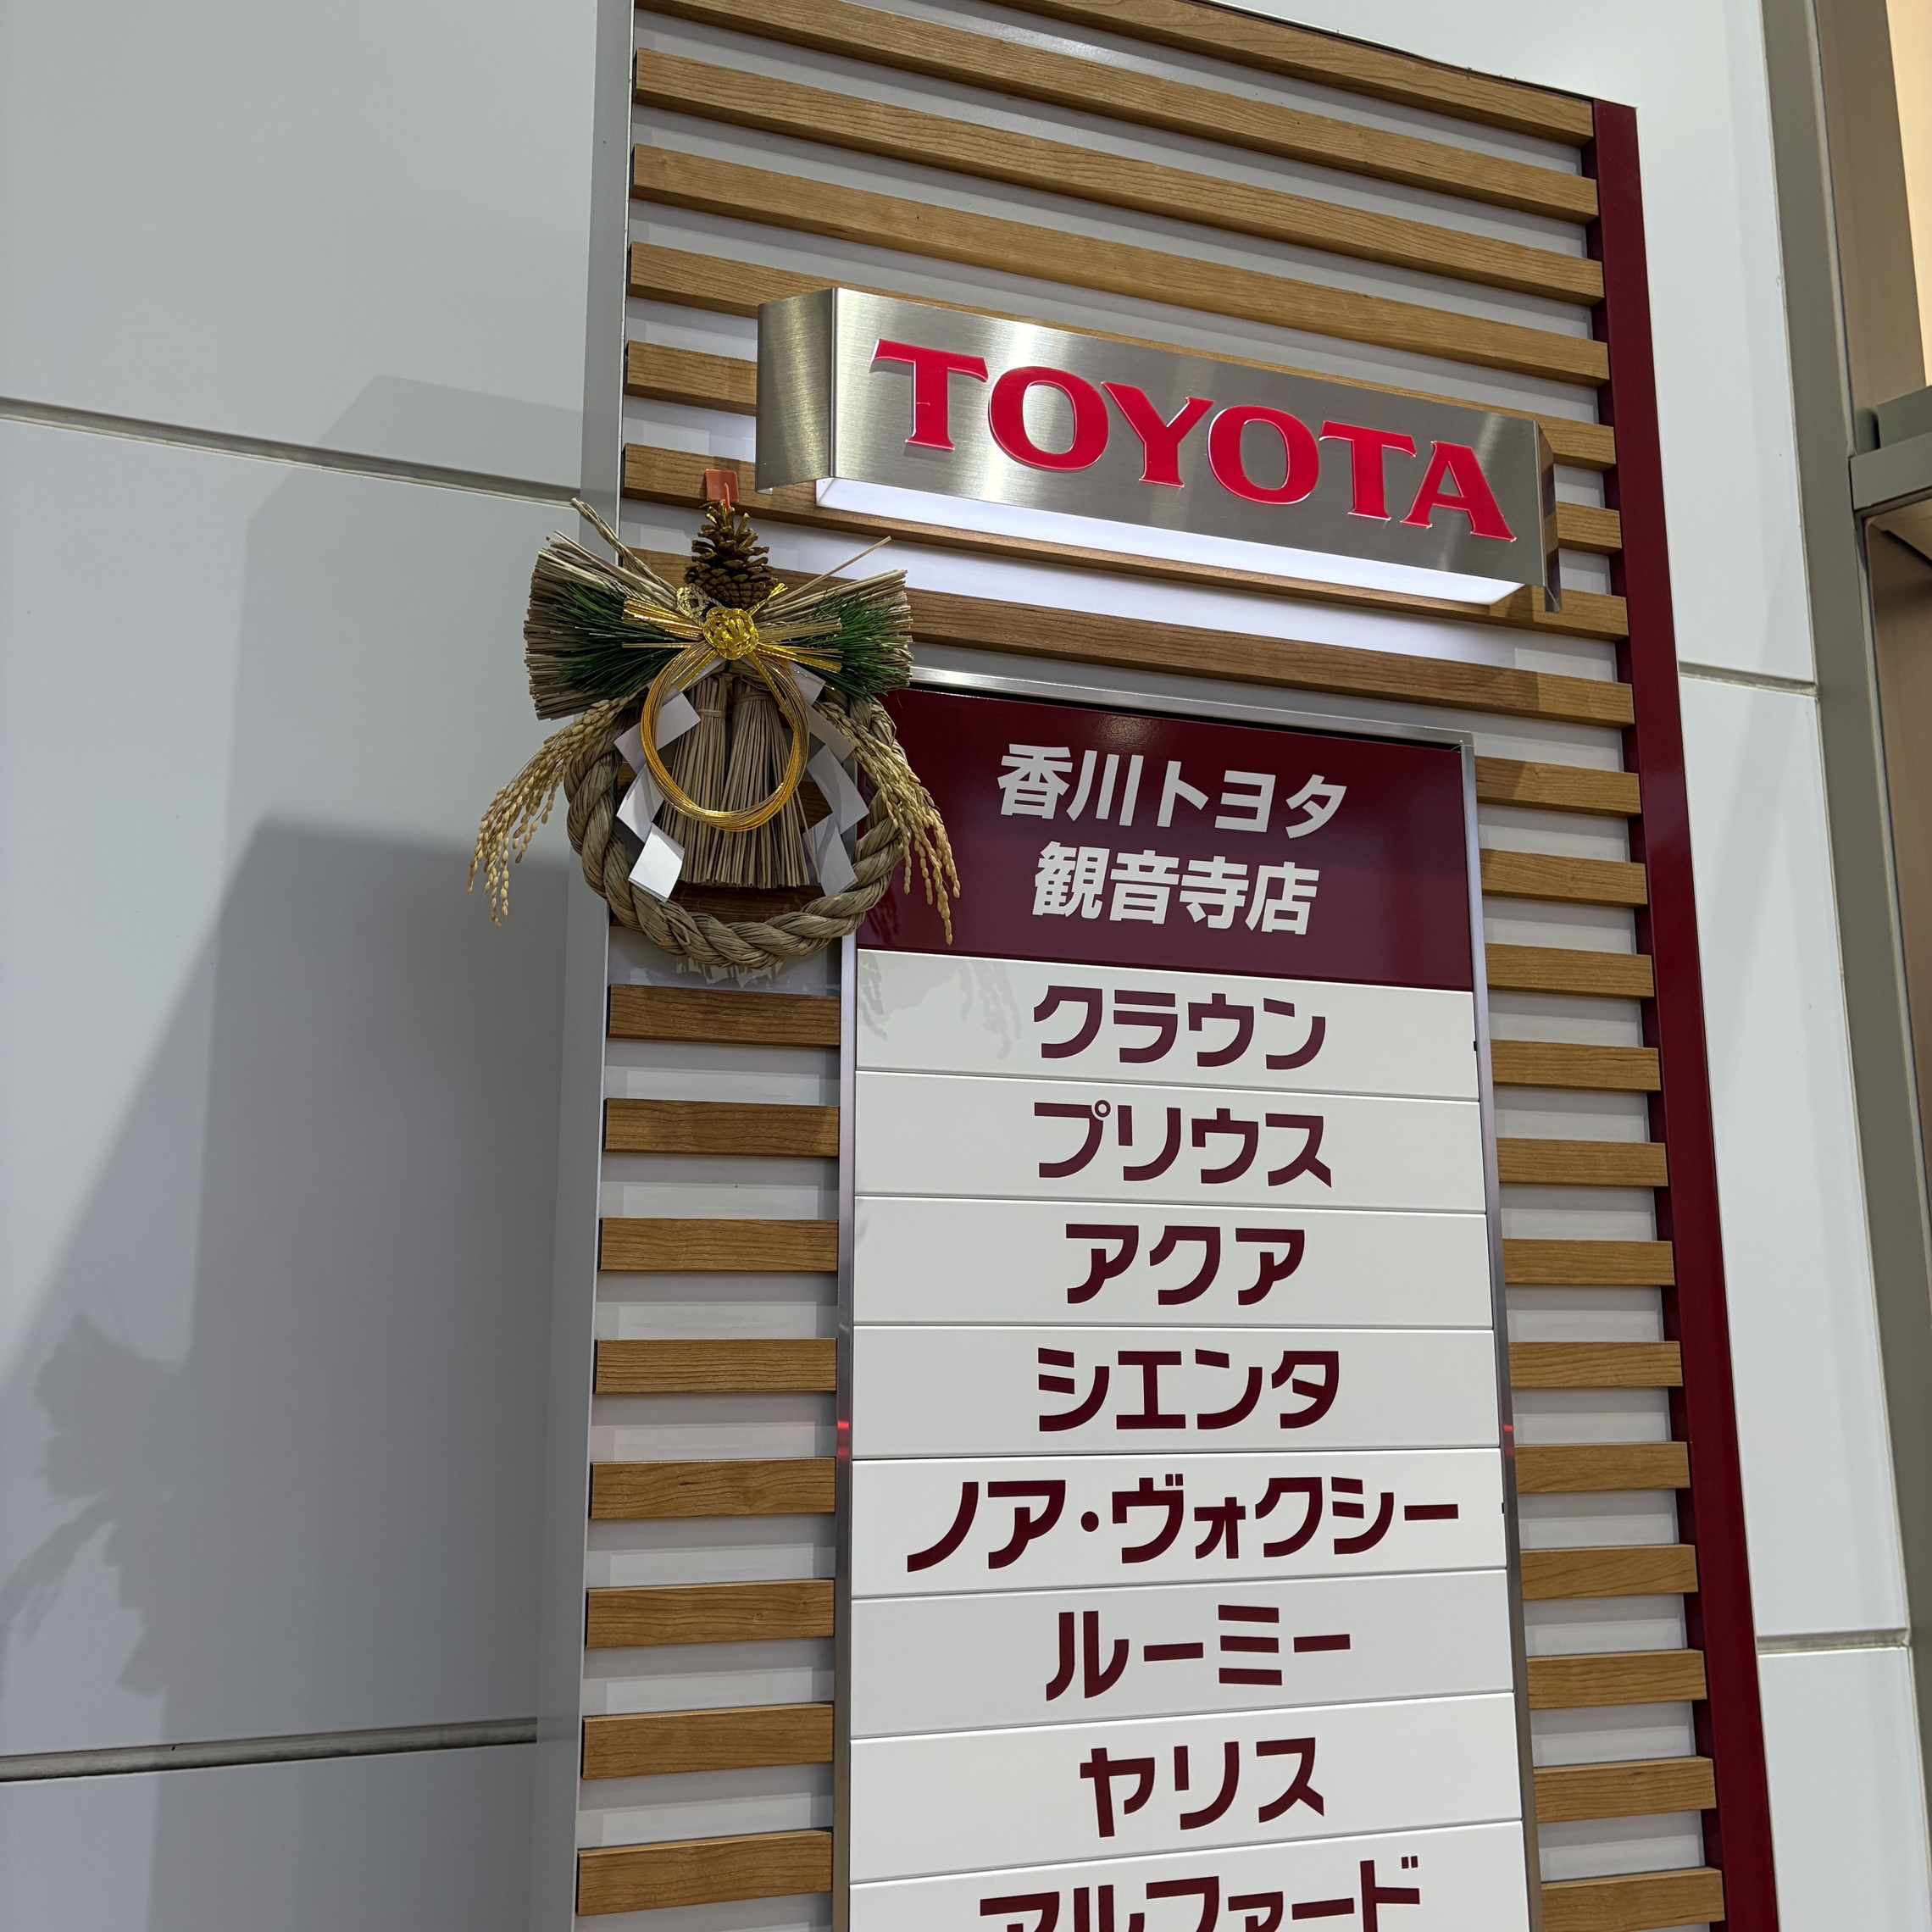 TOYOTA
香川トヨタ
観音寺店
クラウン
プリウス
アクア
シエンタ
ノア・ヴォクシー
ルーミー
ヤリス
アルファード